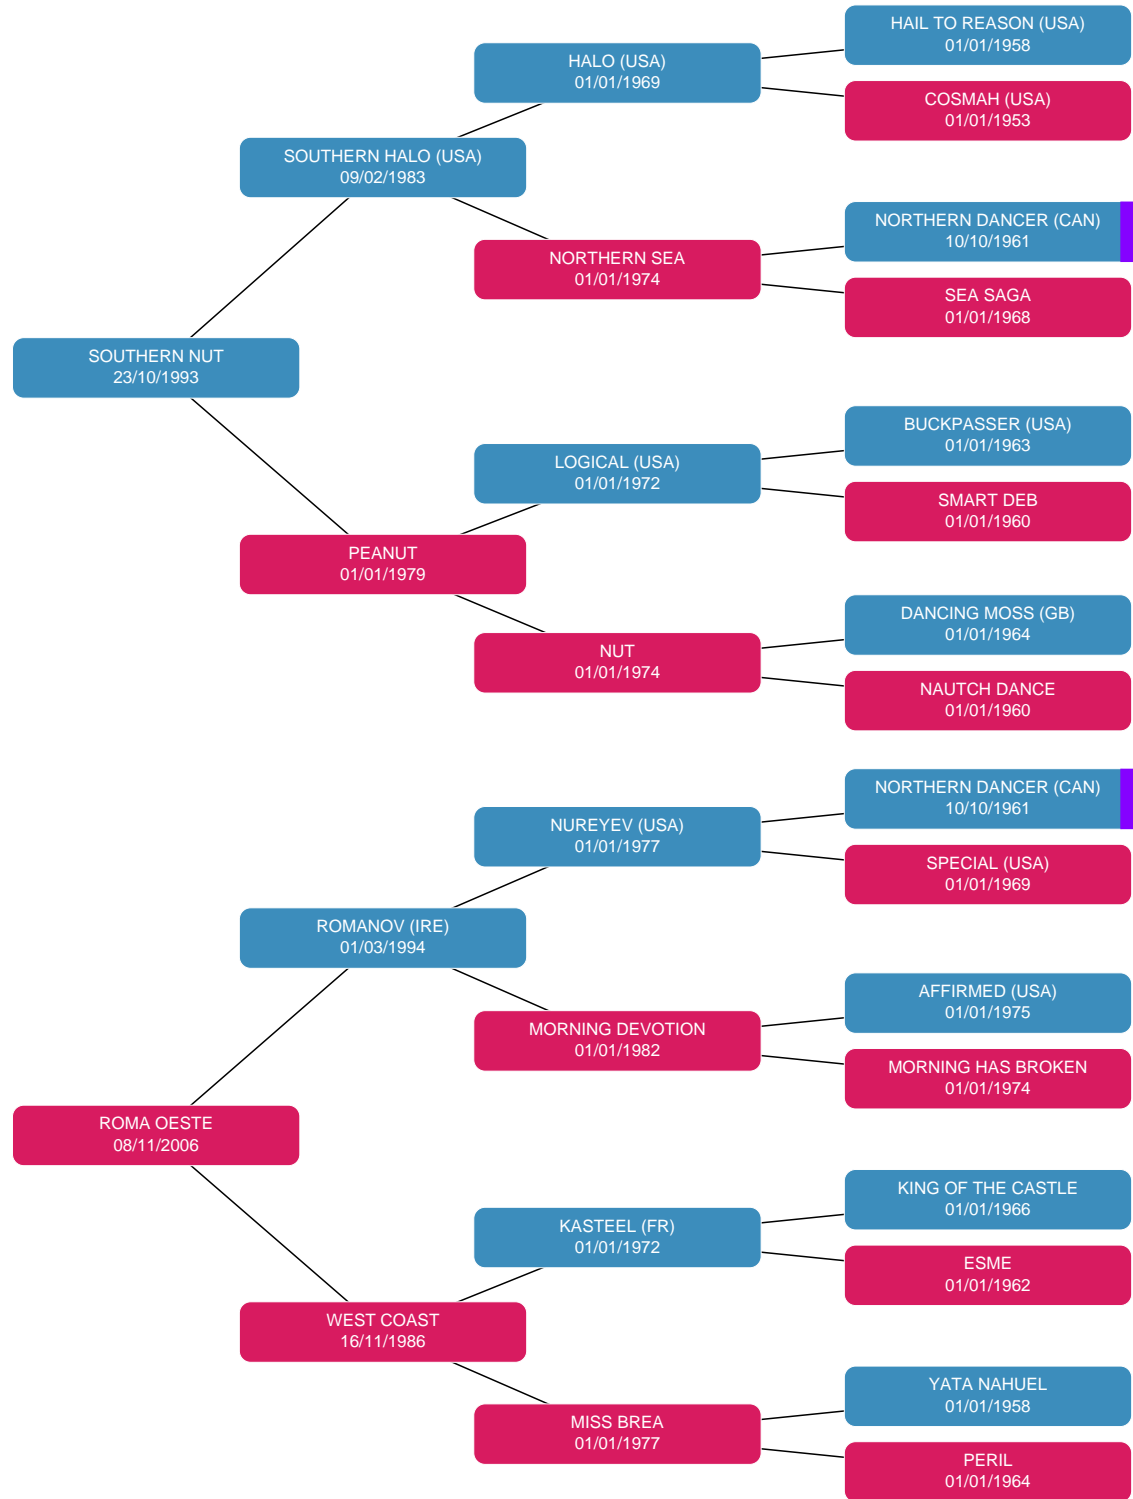 HAIL TO REASON (USA)
01/01/1958
HALO (USA)
01/01/1969
COSMAH (USA)
01/01/1953
SOUTHERN HALO (USA)
09/02/1983
NORTHERN DANCER (CAN)
10/10/1961
NORTHERN SEA
01/01/1974
SEA SAGA
01/01/1968
SOUTHERN NUT
23/10/1993
BUCKPASSER (USA)
01/01/1963
LOGICAL (USA)
01/01/1972
SMART DEB
01/01/1960
PEANUT
01/01/1979
DANCING MOSS (GB)
01/01/1964
NUT
01/01/1974
NAUTCH DANCE
01/01/1960
NORTHERN DANCER (CAN)
10/10/1961
NUREYEV (USA)
01/01/1977
SPECIAL (USA)
01/01/1969
ROMANOV (IRE)
01/03/1994
AFFIRMED (USA)
01/01/1975
MORNING DEVOTION
01/01/1982
MORNING HAS BROKEN
01/01/1974
ROMA OESTE
08/11/2006
KING OF THE CASTLE
01/01/1966
KASTEEL (FR)
01/01/1972
ESME
01/01/1962
WEST COAST
16/11/1986
YATA NAHUEL
01/01/1958
MISS BREA
01/01/1977
PERIL
01/01/1964